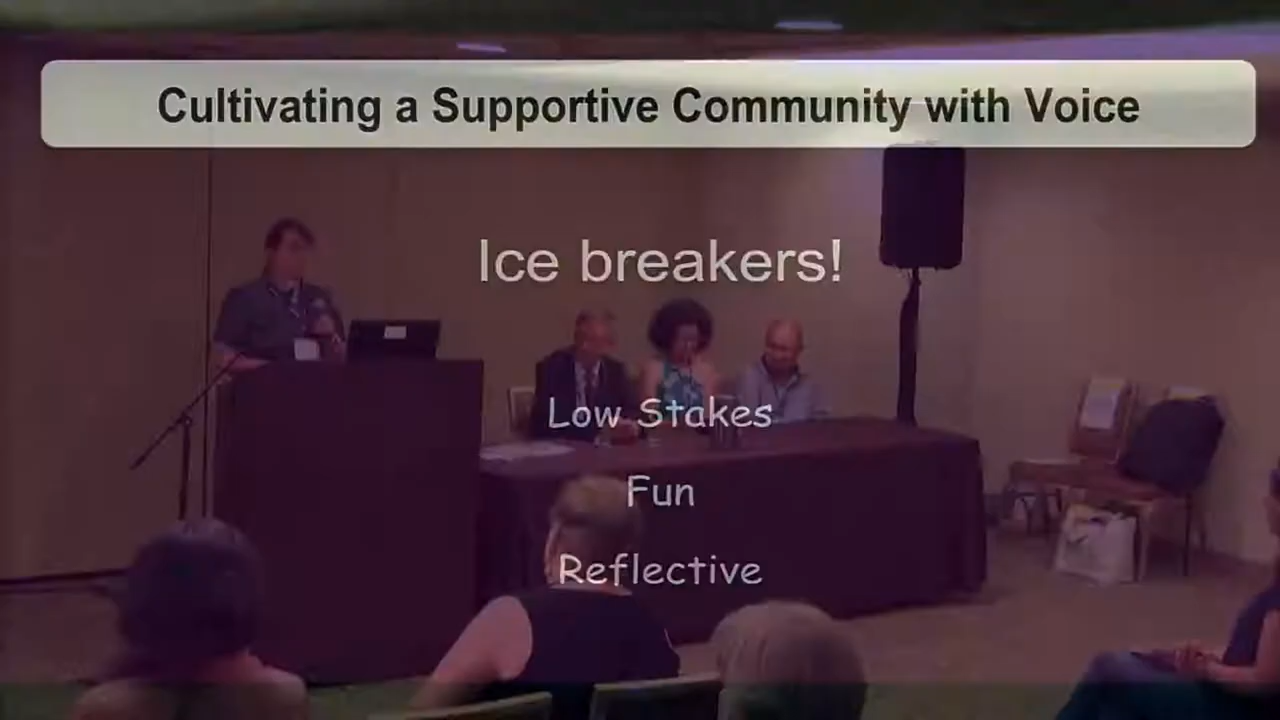 Cultivating a Supportive Community with Voice
Ice breakers!
Low Stakes
Fun
Reflective